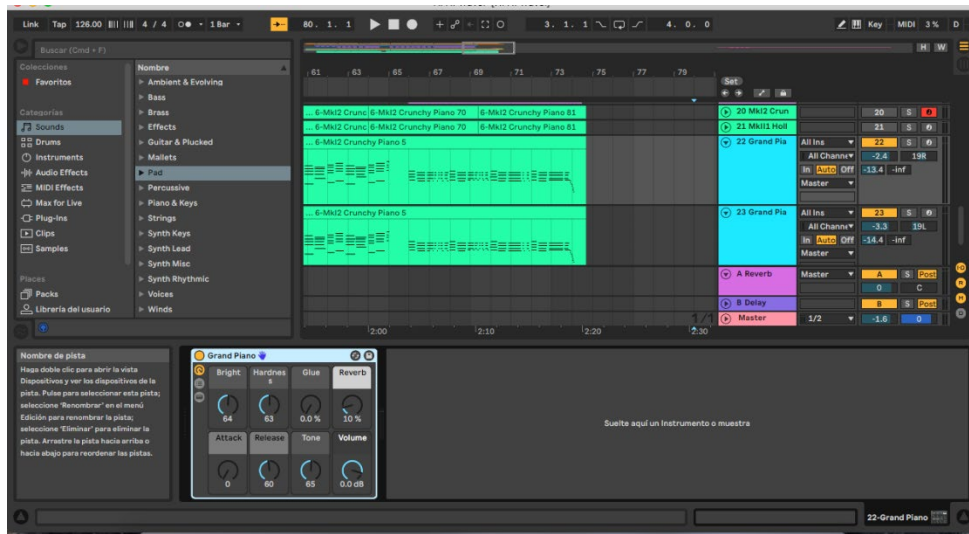 Link Tap 126.00 4 / 4 1 Bar 80. 1. 1 3. 1. 1 4. 0. 0 Key MIDI 3 % D
Buscar (Cmd + F)
H W
Colecciones
Favoritos
Categorías
Sounds
Drums
Instruments
Audio Effects
MIDI Effects
Max for Live
Plug-Ins
Clips
Samples
Places
Packs
Librería del usuario
Nombre
Ambient & Evolving
Bass
Brass
Effects
Guitar & Plucked
Mallets
Pad
Percussive
Piano & Keys
Strings
Synth Keys
Synth Lead
Synth Misc
Synth Rhythmic
Voices
Winds
61 63 65 67 69 71 73 75 77 79
Set
... 6-MkI2 Crunc 6-MkI2 Crunchy Piano 70 6-MkI2 Crunchy Piano 81
... 6-MkI2 Crunc 6-MkI2 Crunchy Piano 70 6-MkI2 Crunchy Piano 81
... 6-MkI2 Crunchy Piano 5
... 6-MkI2 Crunchy Piano 5
2:00 2:10 2:20 2:30
1/1
20 MkI2 Crun 20 S
21 MkII1 Holl 21 S
22 Grand Pia All Ins 22 S
All Channe -2.4 19R
In Auto Off -13.4 -inf
Master
23 Grand Pia All Ins 23 S
All Channe -3.3 19L
In Auto Off -14.4 -inf
Master
A Reverb Master A S Post
0 C
B Delay B S Post
Master 1/2 -1.6 0
Nombre de pista
Haga doble clic para abrir la vista
Dispositivos y ver los dispositivos de la
pista. Pulse para seleccionar esta pista;
seleccione 'Renombrar' en el menú
Edición para renombrar la pista;
seleccione 'Eliminar' para eliminar la
pista. Arrastre la pista hacia arriba o
hacia abajo para reordenar las pistas.
Grand Piano
Bright Hardnes s Glue Reverb
64 63 0.0 % 10 %
Attack Release Tone Volume
0 60 65 0.0 dB
Suelte aquí un Instrumento o muestra
22-Grand Piano